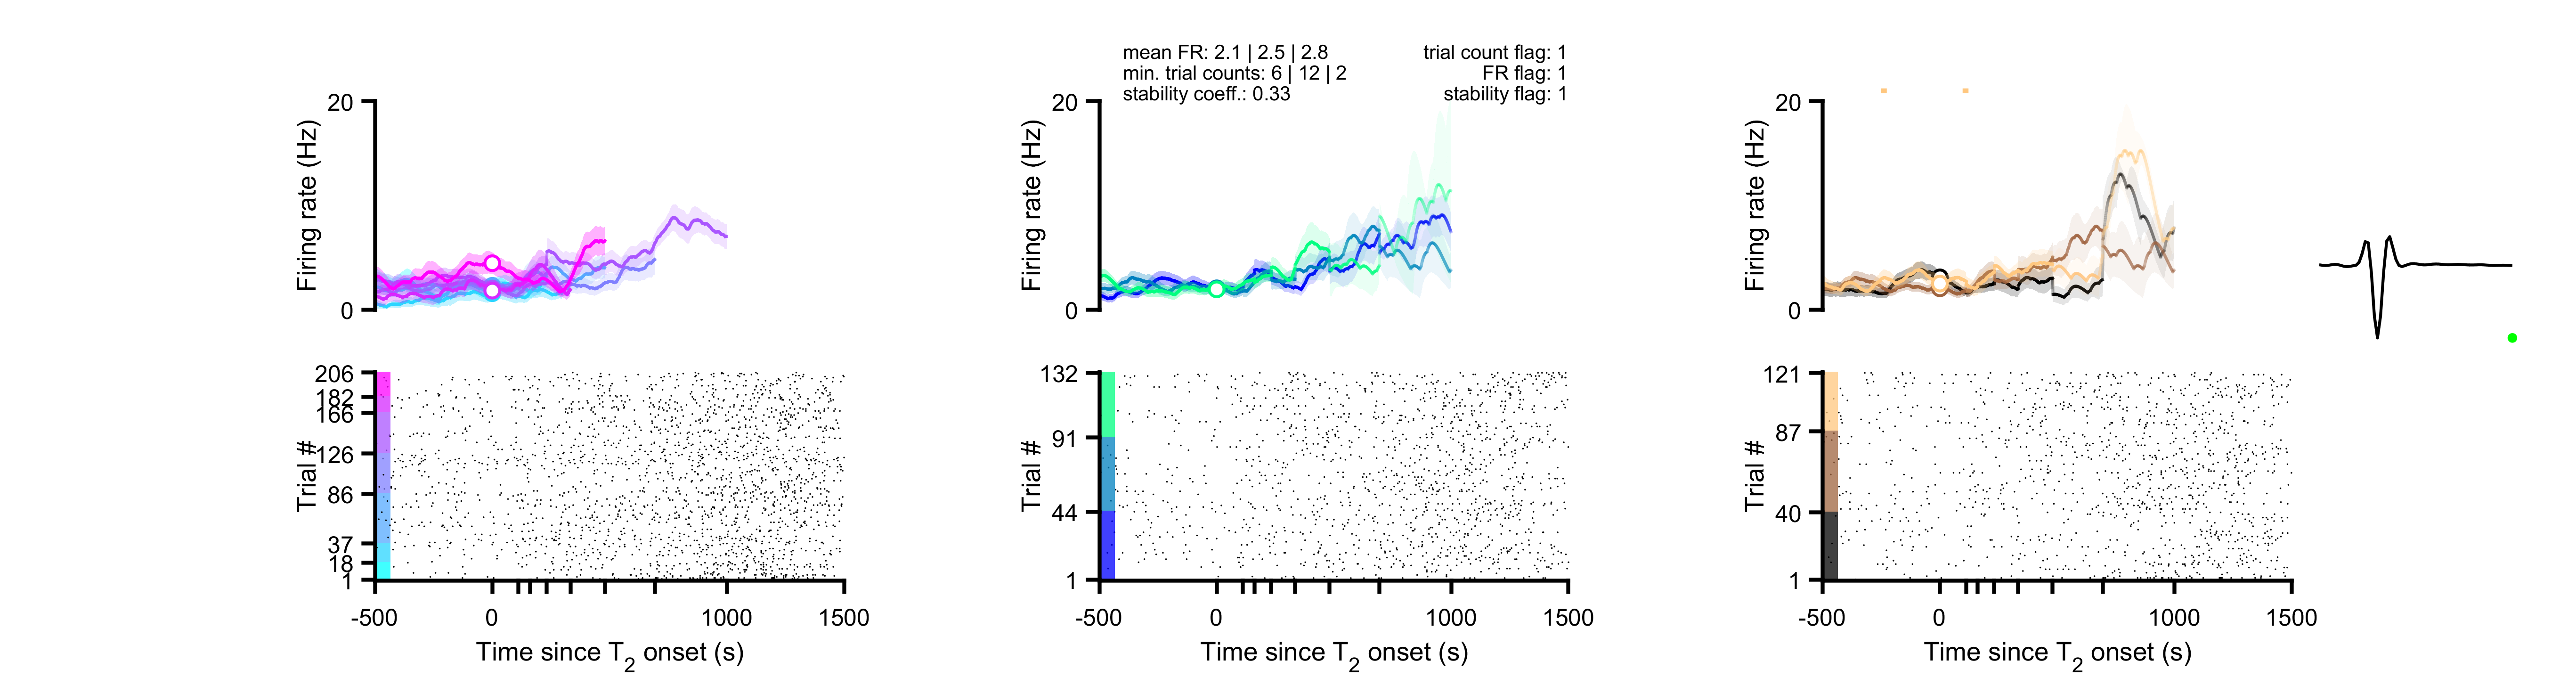 mean FR: 2.1 | 2.5 | 2.8
min. trial counts: 6 | 12 | 2
stability coeff.: 0.33
trial count flag: 1
FR flag: 1
stability flag: 1
20
Firing rate (Hz)
0
20
Firing rate (Hz)
0
20
Firing rate (Hz)
0
206
182
166
126
86
37
18
1
Trial #
-500
0
1000
1500
Time since T2 onset (s)
132
91
44
1
Trial #
-500
0
1000
1500
Time since T2 onset (s)
121
87
40
1
Trial #
-500
0
1000
1500
Time since T2 onset (s)